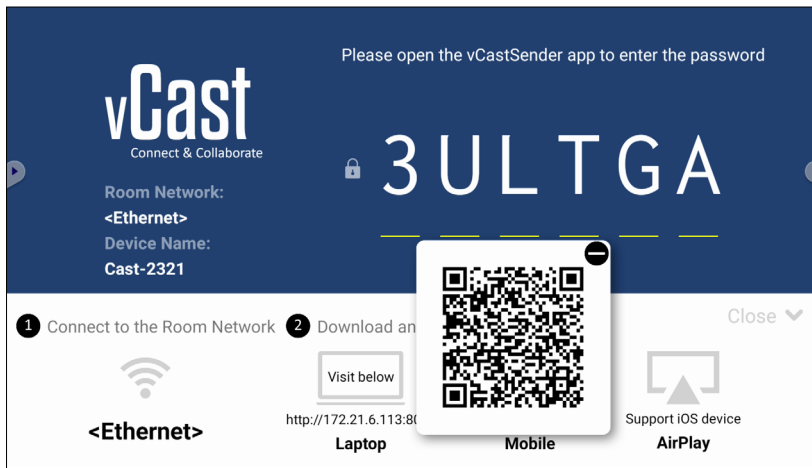 Please open the vCastSender app to enter the password
vCast
Connect & Collaborate
3ULTGA
Room Network:
<Ethernet>
Device Name:
Cast-2321
1 Connect to the Room Network
2 Download an
Close
Visit below
http://172.21.6.113:80
Support iOS device
<Ethernet>
Laptop
Mobile
AirPlay